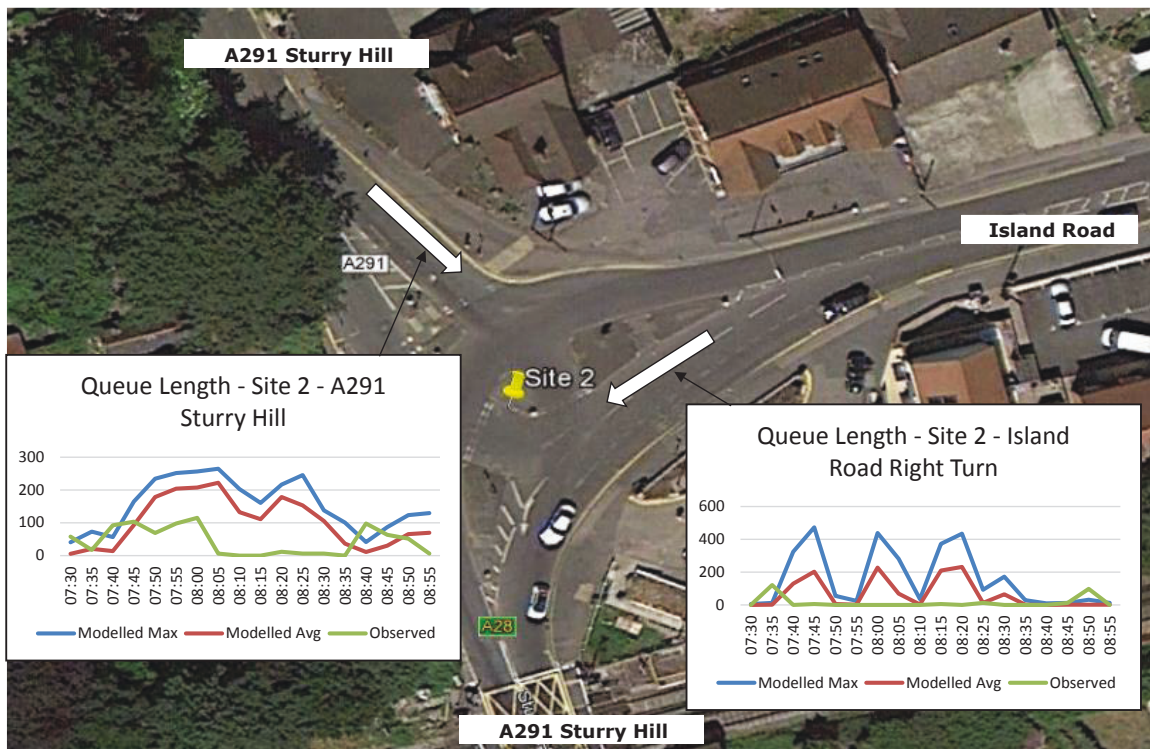 A291 Sturry Hill
Island Road
A291
Site 2
Queue Length - Site 2 - A291
Sturry Hill
300
200
100
0
07:30
07:35
07:40
07:45
07:50
07:55
08:00
08:05
08:10
08:15
08:20
08:25
08:30
08:35
08:40
08:45
08:50
08:55
Modelled Max
Modelled Avg
Observed
Queue Length - Site 2 - Island
Road Right Turn
600
400
200
0
07:30
07:35
07:40
07:45
07:50
07:55
08:00
08:05
08:10
08:15
08:20
08:25
08:30
08:35
08:40
08:45
08:50
08:55
Modelled Max
Modelled Avg
Observed
A28
A291 Sturry Hill